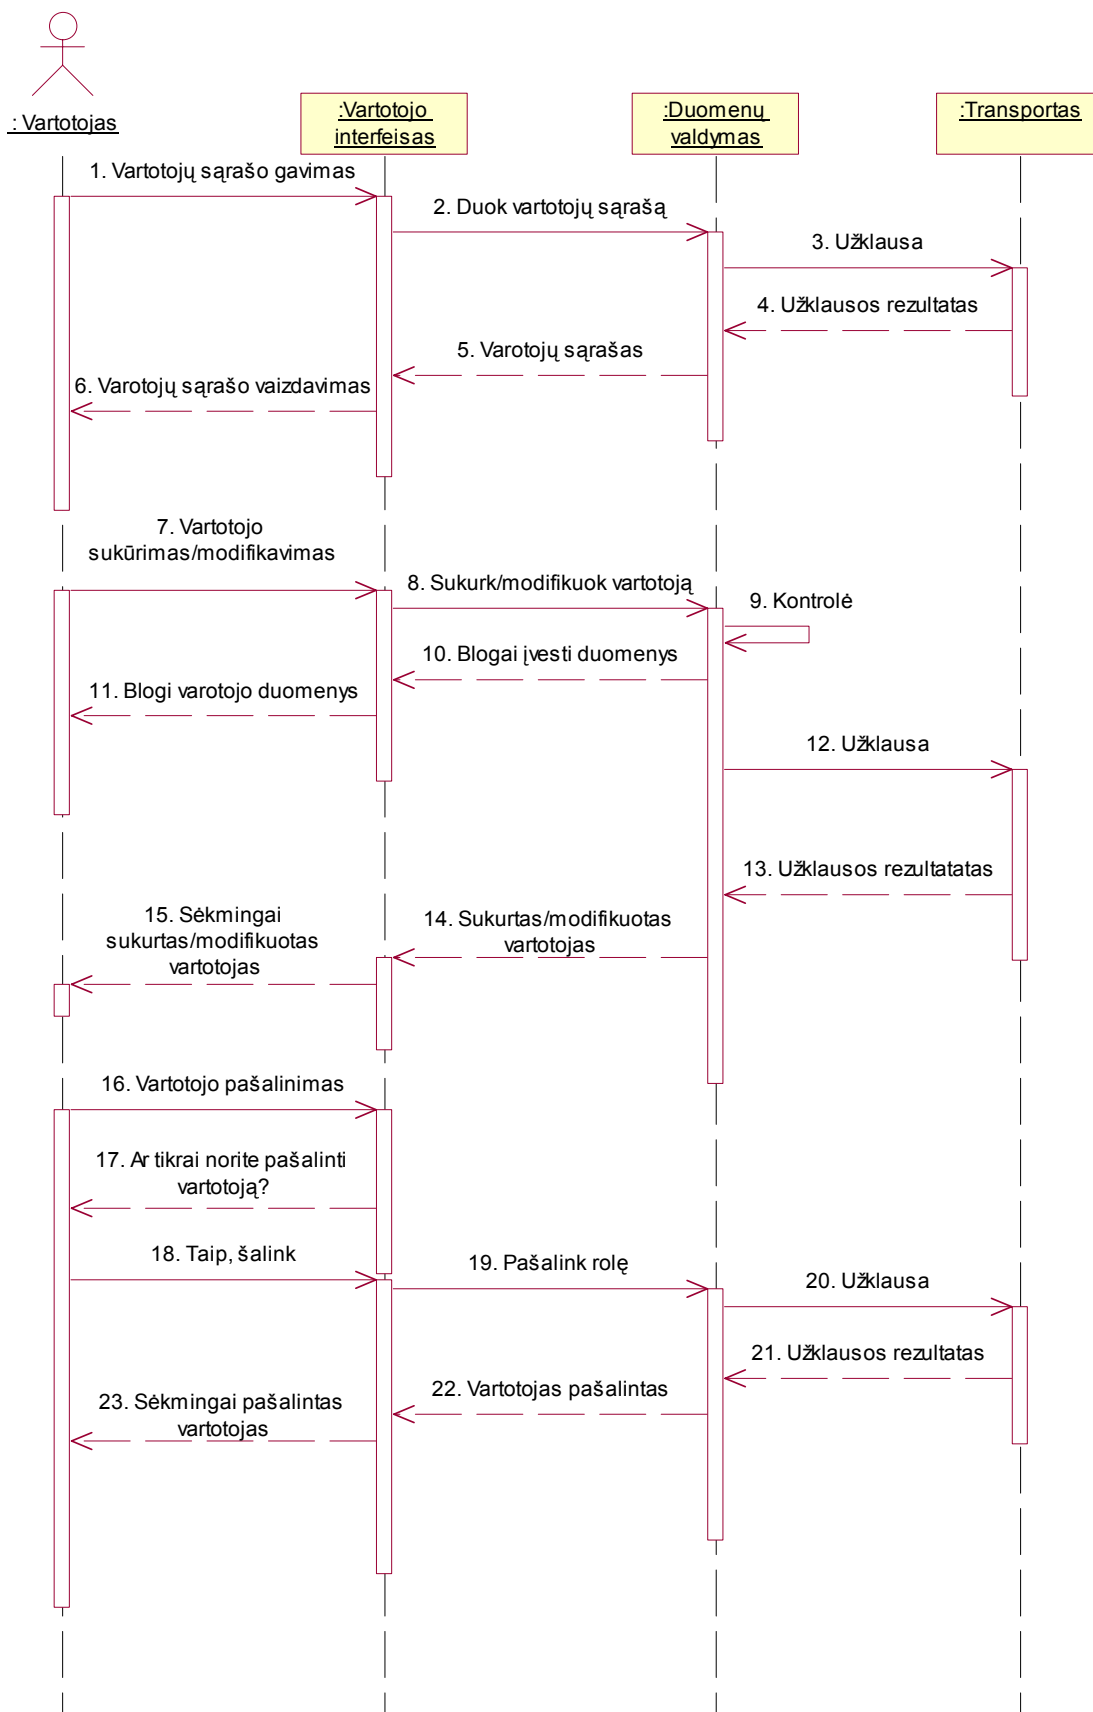 : Vartotojas
:Vartotojo
interfeisas
:Duomenų
valdymas
:Transportas
1. Vartotojų sąrašo gavimas
2. Duok vartotojų sąrašą
3. Užklausa
4. Užklausos rezultatas
5. Varotojų sąrašas
6. Varotojų sąrašo vaizdavimas
7. Vartotojo
sukūrimas/modifikavimas
8. Sukurk/modifikuok vartotoją
9. Kontrolė
10. Blogai įvesti duomenys
11. Blogi varotojo duomenys
12. Užklausa
13. Užklausos rezultatatas
14. Sukurtas/modifikuotas
vartotojas
15. Sėkmingai
sukurtas/modifikuotas
vartotojas
16. Vartotojo pašalinimas
17. Ar tikrai norite pašalinti
vartotoją?
18. Taip, šalink
19. Pašalink rolę
20. Užklausa
21. Užklausos rezultatas
22. Vartotojas pašalintas
23. Sėkmingai pašalintas
vartotojas